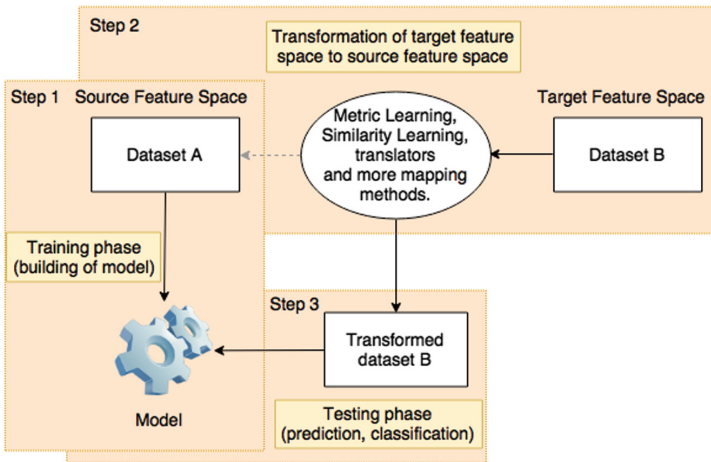 Step 2
Transformation of target feature
space to source feature space
Step 1
Source Feature Space
Target Feature Space
Dataset A
Metric Learning,
Similarity Learning,
translators
and more mapping
methods.
Dataset B
Training phase
(building of model)
Step 3
Transformed
dataset B
Model
Testing phase
(prediction, classification)